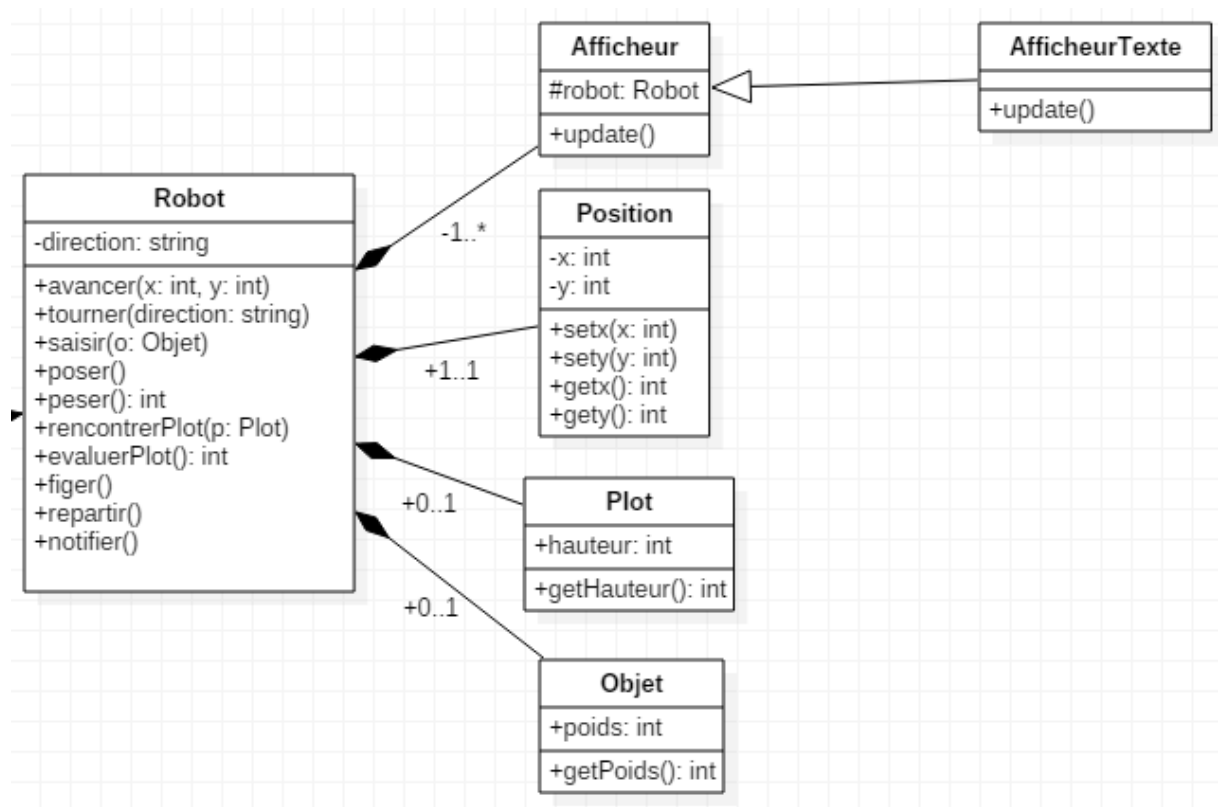 Afficheur
#robot: Robot
+update()
AfficheurTexte
+update()
Robot
-direction: string
+avancer(x: int, y: int)
+tourner(direction: string)
+saisir(o: Objet)
+poser()
+peser(): int
+rencontrerPlot(p: Plot)
+evaluerPlot(): int
+figer()
+repartir()
+notifier()
-1..*
+1..1
+0..1
+0..1
Position
-x: int
-y: int
+setx(x: int)
+sety(y: int)
+getx(): int
+gety(): int
Plot
+hauteur: int
+getHauteur(): int
Objet
+poids: int
+getPoids(): int